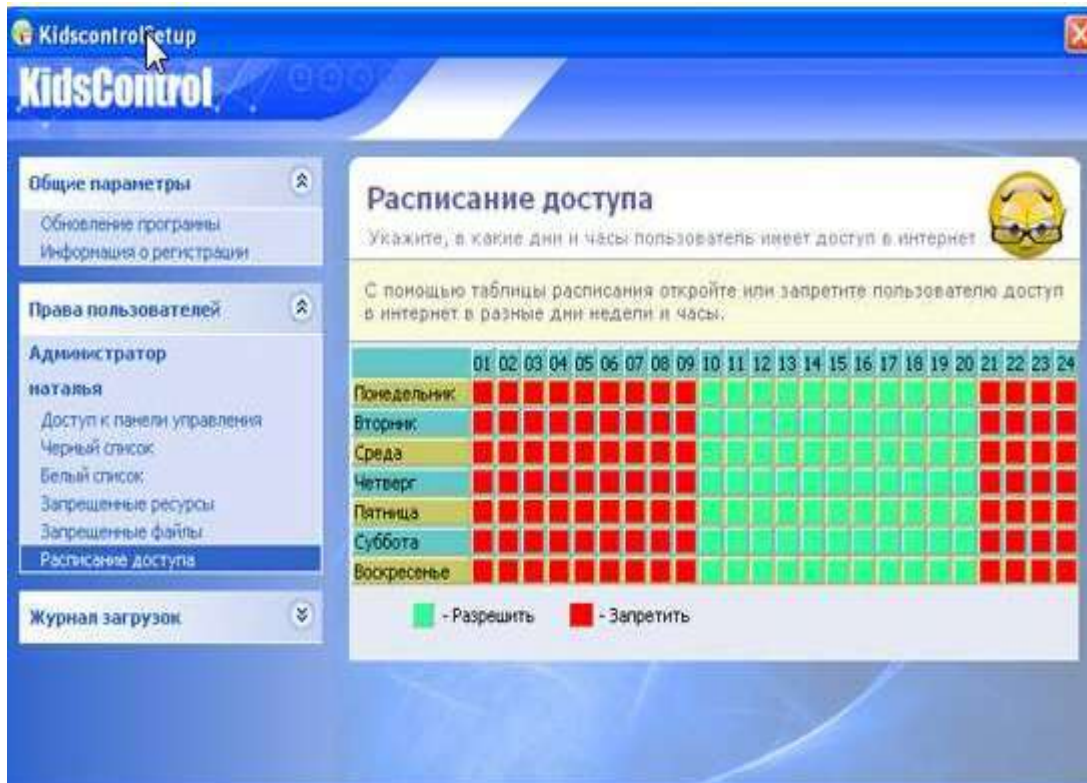 KidscontrolSetup
KidsControl
Общие параметры
Обновление программы
Информация о регистрации
Права пользователей
Администратор
наталья
Доступ к панели управления
Черный список
Белый список
Запрещенные ресурсы
Запрещенные файлы
Расписание доступа
Журнал загрузок
Расписание доступа
Укажите, в какие дни и часы пользователь имеет доступ в интернет
С помощью таблицы расписания откройте или запретите пользователю доступ
в интернет в разные дни недели и часы.
01 02 03 04 05 06 07 08 09 10 11 12 13 14 15 16 17 18 19 20 21 22 23 24
Понедельник
Вторник
Среда
Четверг
Пятница
Суббота
Воскресенье
- Разрешить - Запретить